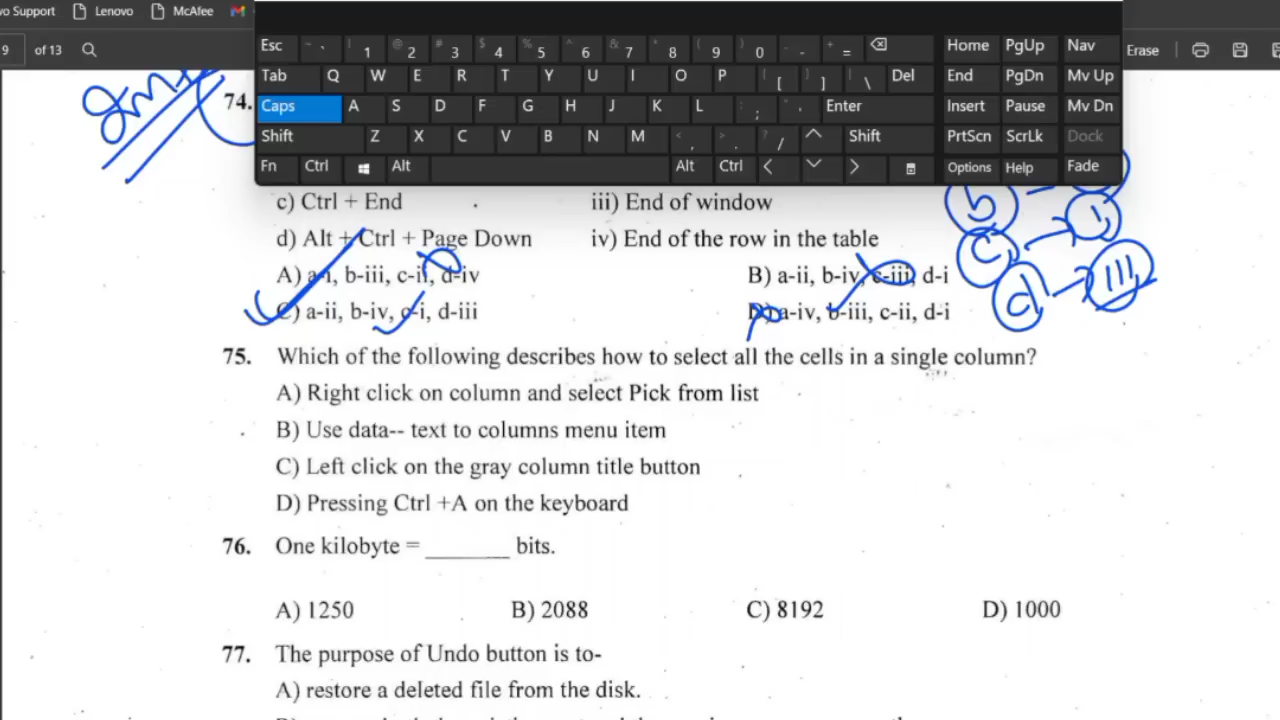 vo Support Lenovo McAfee
9 of 13 Erase
Esc ~ ` ! 1 @ 2 # 3 $ 4 % 5 ^ 6 & 7 * 8 ( 9 ) 0 _ - + = Home PgUp Nav
Tab Q W E R T Y U I O P { [ } ] | \ Del End PgDn Mv Up
Caps A S D F G H J K L : ; " ' Enter Insert Pause Mv Dn
Shift Z X C V B N M < , > . ? / Shift PrtScn ScrLk Dock
Fn Ctrl Alt Alt Ctrl Options Help Fade
74.
c) Ctrl + End iii) End of window b
d) Alt + Ctrl + Page Down iv) End of the row in the table c i
A) a-i, b-iii, c-ii, d-iv B) a-ii, b-iv, c-iii, d-i d III
C) a-ii, b-iv, c-i, d-iii D) a-iv, b-iii, c-ii, d-i
75. Which of the following describes how to select all the cells in a single column?
A) Right click on column and select Pick from list
B) Use data-- text to columns menu item
C) Left click on the gray column title button
D) Pressing Ctrl +A on the keyboard
76. One kilobyte = _______ bits.
A) 1250 B) 2088 C) 8192 D) 1000
77. The purpose of Undo button is to-
A) restore a deleted file from the disk.